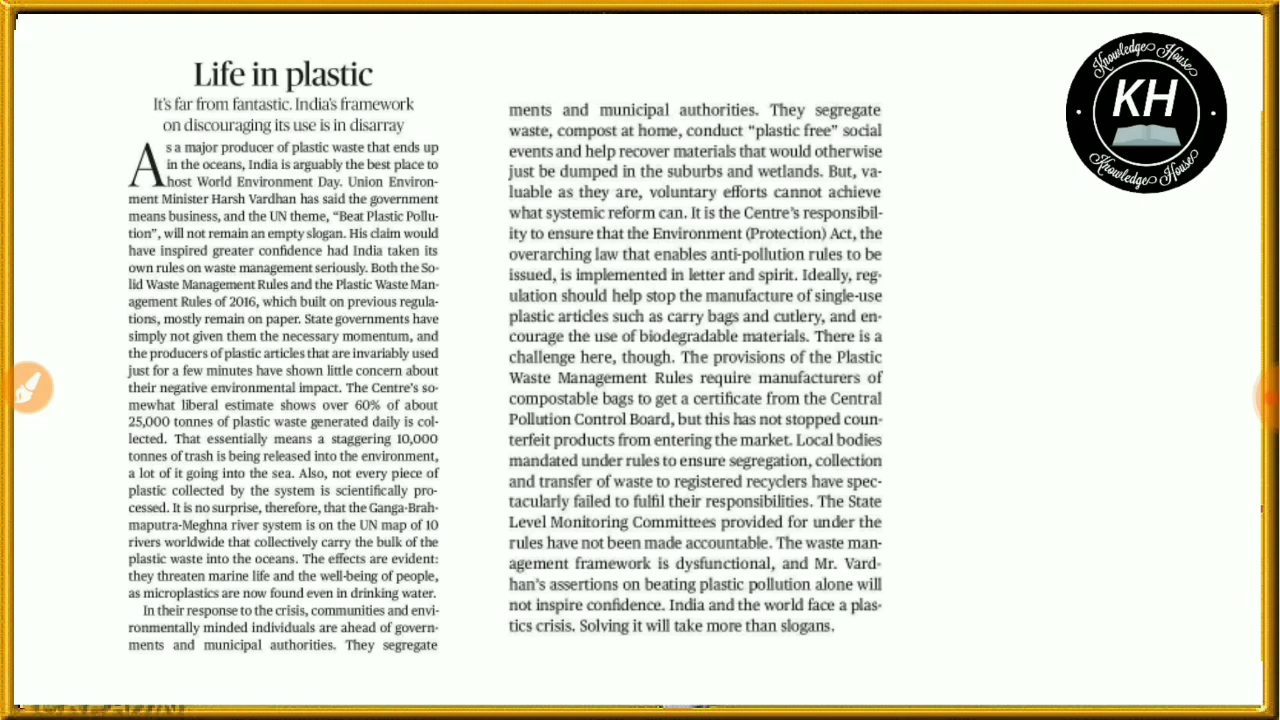 Life in plastic
It's far from fantastic. India's framework
on discouraging its use is in disarray
As a major producer of plastic waste that ends up
in the oceans, India is arguably the best place to
host World Environment Day. Union Environ-
ment Minister Harsh Vardhan has said the government
means business, and the UN theme, “Beat Plastic Pollu-
tion”, will not remain an empty slogan. His claim would
have inspired greater confidence had India taken its
own rules on waste management seriously. Both the So-
lid Waste Management Rules and the Plastic Waste Man-
agement Rules of 2016, which built on previous regula-
tions, mostly remain on paper. State governments have
simply not given them the necessary momentum, and
the producers of plastic articles that are invariably used
just for a few minutes have shown little concern about
their negative environmental impact. The Centre's so-
mewhat liberal estimate shows over 60% of about
25,000 tonnes of plastic waste generated daily is col-
lected. That essentially means a staggering 10,000
tonnes of trash is being released into the environment,
a lot of it going into the sea. Also, not every piece of
plastic collected by the system is scientifically pro-
cessed. It is no surprise, therefore, that the Ganga-Brah-
maputra-Meghna river system is on the UN map of 10
rivers worldwide that collectively carry the bulk of the
plastic waste into the oceans. The effects are evident:
they threaten marine life and the well-being of people,
as microplastics are now found even in drinking water.
In their response to the crisis, communities and envi-
ronmentally minded individuals are ahead of govern-
ments and municipal authorities. They segregate
ments and municipal authorities. They segregate
waste, compost at home, conduct “plastic free” social
events and help recover materials that would otherwise
just be dumped in the suburbs and wetlands. But, va-
luable as they are, voluntary efforts cannot achieve
what systemic reform can. It is the Centre's responsibil-
ity to ensure that the Environment (Protection) Act, the
overarching law that enables anti-pollution rules to be
issued, is implemented in letter and spirit. Ideally, reg-
ulation should help stop the manufacture of single-use
plastic articles such as carry bags and cutlery, and en-
courage the use of biodegradable materials. There is a
challenge here, though. The provisions of the Plastic
Waste Management Rules require manufacturers of
compostable bags to get a certificate from the Central
Pollution Control Board, but this has not stopped coun-
terfeit products from entering the market. Local bodies
mandated under rules to ensure segregation, collection
and transfer of waste to registered recyclers have spec-
tacularly failed to fulfil their responsibilities. The State
Level Monitoring Committees provided for under the
rules have not been made accountable. The waste man-
agement framework is dysfunctional, and Mr. Vard-
han's assertions on beating plastic pollution alone will
not inspire confidence. India and the world face a plas-
tics crisis. Solving it will take more than slogans.
Knowledge House
KH
Knowledge House